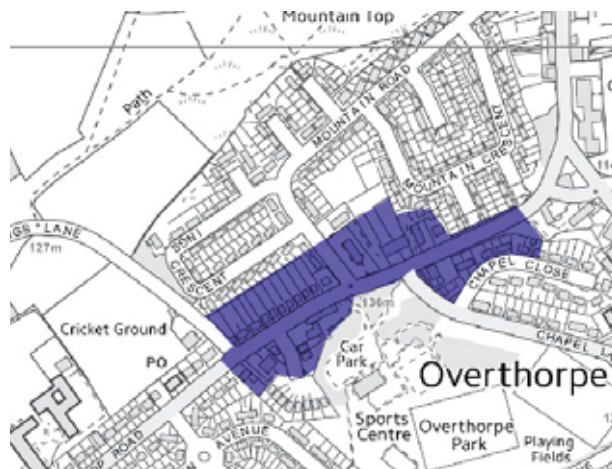 Mountain Top
Path
MOUNTAIN ROAD
MOUNTAIN CRESCENT
LANE
127m
DONT
CRESCENT
Cricket Ground
PO
ROAD
AVENUE
136m
Car
Park
CHAPEL CLOSE
CHAPEL
Overthorpe
Sports
Centre
Overthorpe
Park
Playing
Fields